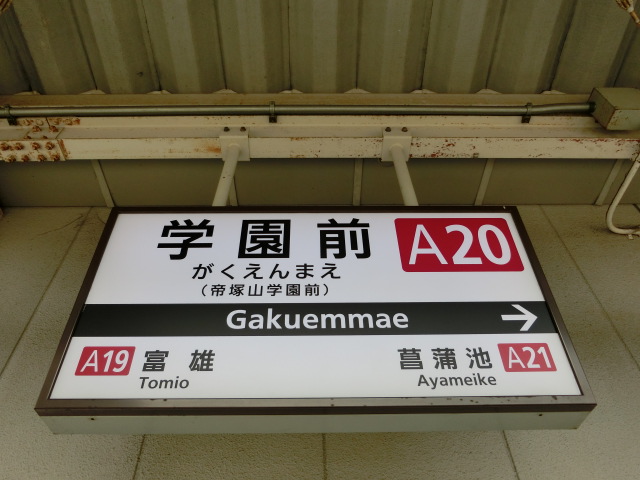 学園前 A20
がくえんまえ
(帝塚山学園前)
Gakuemmae →
A19 富雄 菖蒲池 A21
Tomio Ayameike